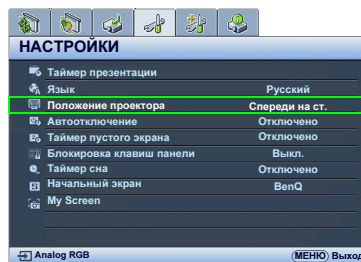 НАСТРОЙКИ
Таймер презентации
Язык Русский
Положение проектора Спереди на ст.
Автоотключение Отключено
Таймер пустого экрана Отключено
Блокировка клавиш панели Выкл.
Таймер сна Отключено
Начальный экран BenQ
My Screen
Analog RGB МЕНЮ Выход